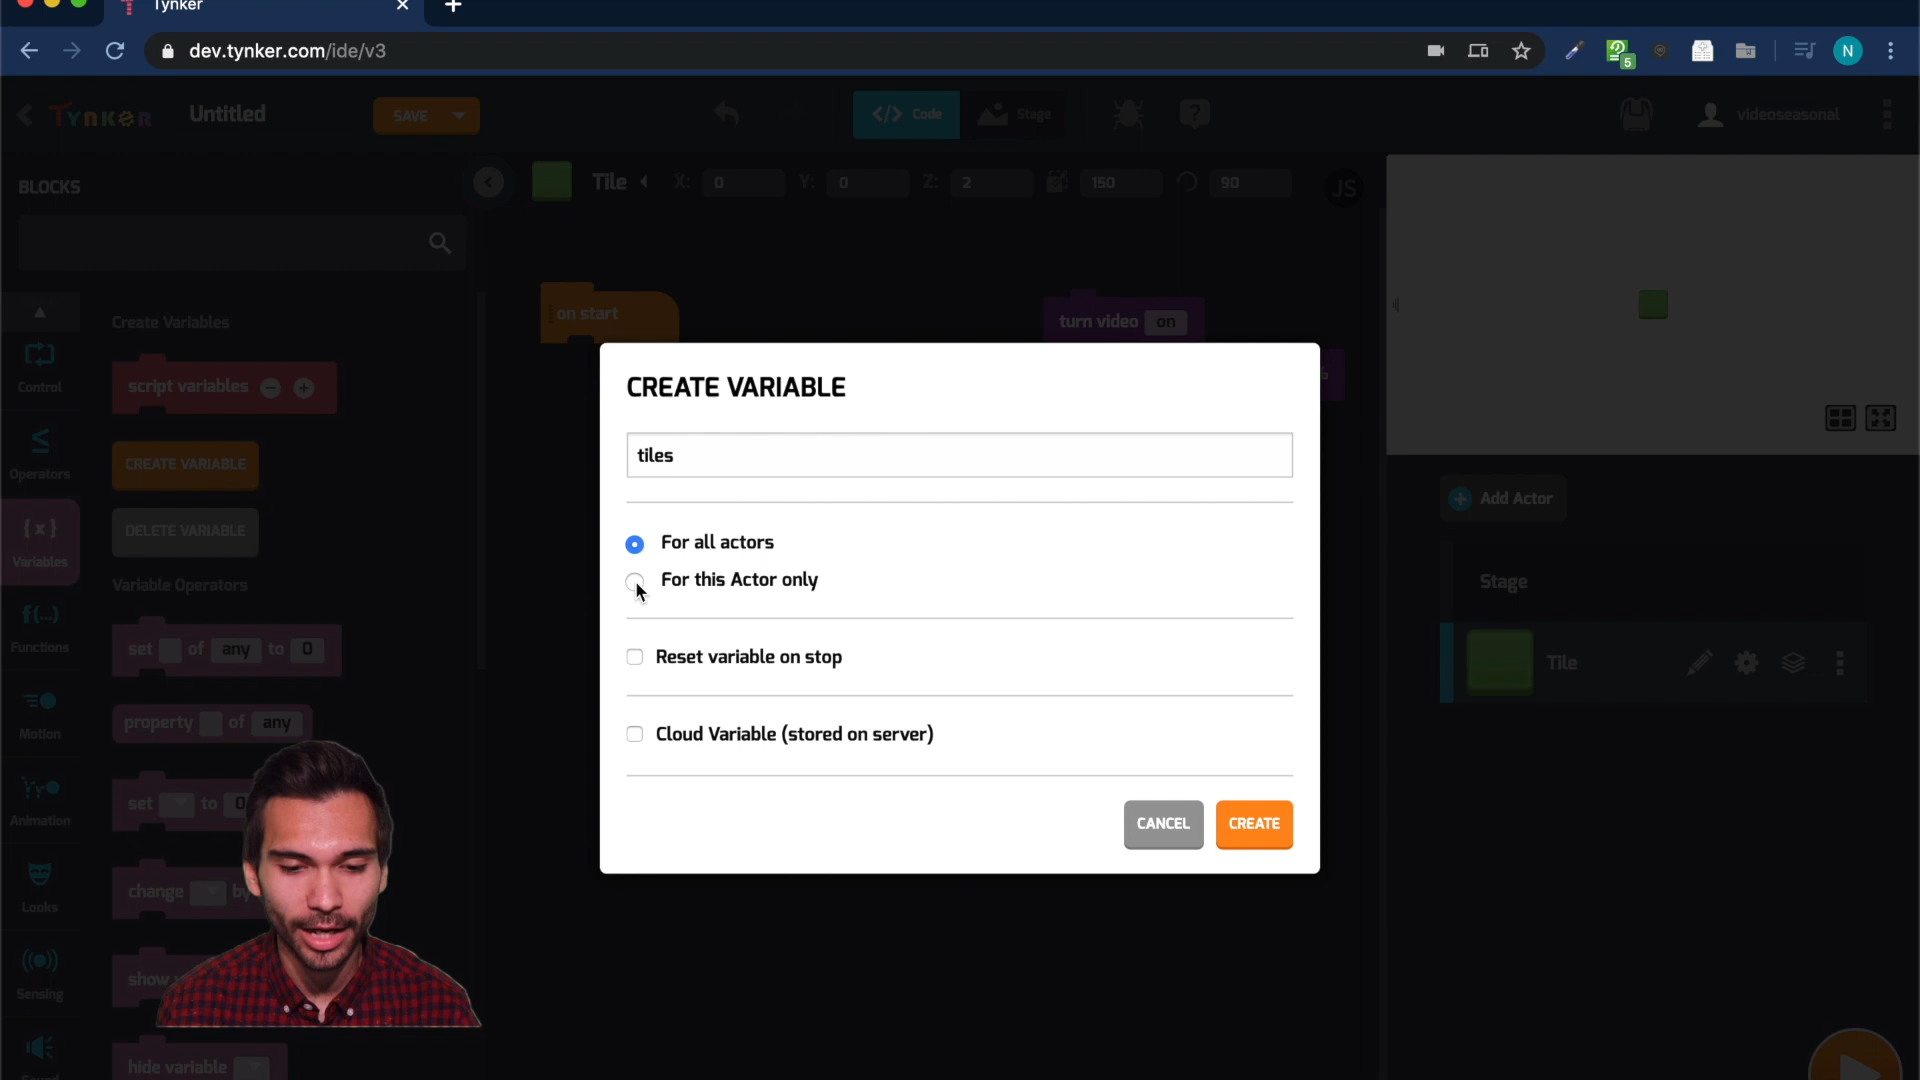 Tynker
dev.tynker.com/ide/v3
5
N
TYNKER
Untitled
SAVE
</> Code
Stage
?
videoseasonal
BLOCKS
Tile
X: 0
Y: 0
Z: 2
150
90
JS
Control
Operators
{ x }
Variables
f(...)
Functions
Motion
Animation
Looks
Sensing
Create Variables
script variables
CREATE VARIABLE
DELETE VARIABLE
Variable Operators
set of any to 0
property of any
set to 0
change by
show
hide variable
on start
turn video on
CREATE VARIABLE
tiles
For all actors
For this Actor only
Reset variable on stop
Cloud Variable (stored on server)
CANCEL
CREATE
Add Actor
Stage
Tile